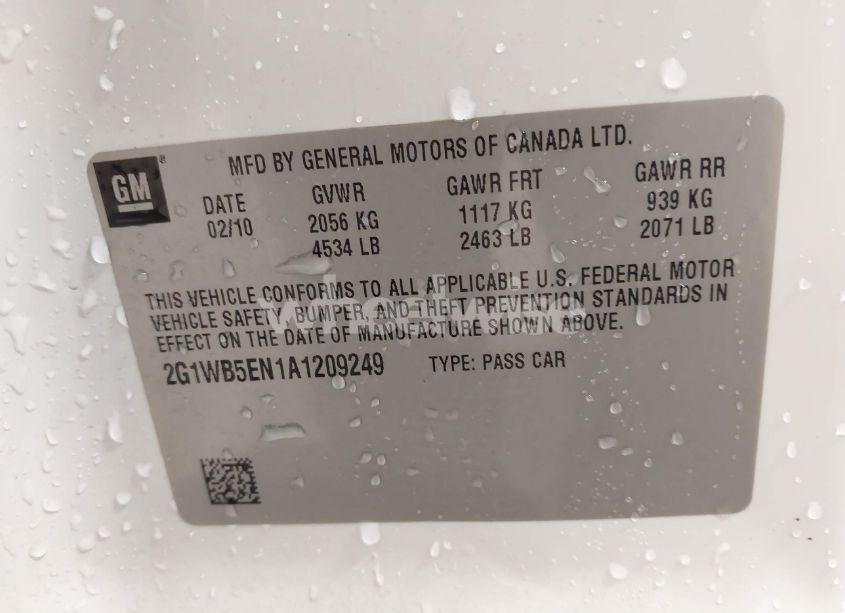 MFD BY GENERAL MOTORS OF CANADA LTD.
GM
DATE GVWR GAWR FRT GAWR RR
02/10 2056 KG 1117 KG 939 KG
4534 LB 2463 LB 2071 LB
THIS VEHICLE CONFORMS TO ALL APPLICABLE U.S. FEDERAL MOTOR
VEHICLE SAFETY, BUMPER, AND THEFT PREVENTION STANDARDS IN
EFFECT ON THE DATE OF MANUFACTURE SHOWN ABOVE.
2G1WB5EN1A1209249 TYPE: PASS CAR